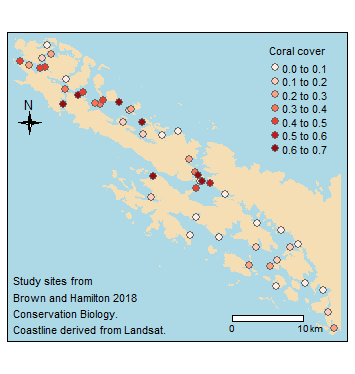 Coral cover
0.0 to 0.1
0.1 to 0.2
0.2 to 0.3
0.3 to 0.4
0.4 to 0.5
0.5 to 0.6
0.6 to 0.7
N
Study sites from
Brown and Hamilton 2018
Conservation Biology.
Coastline derived from Landsat.
0 10 km